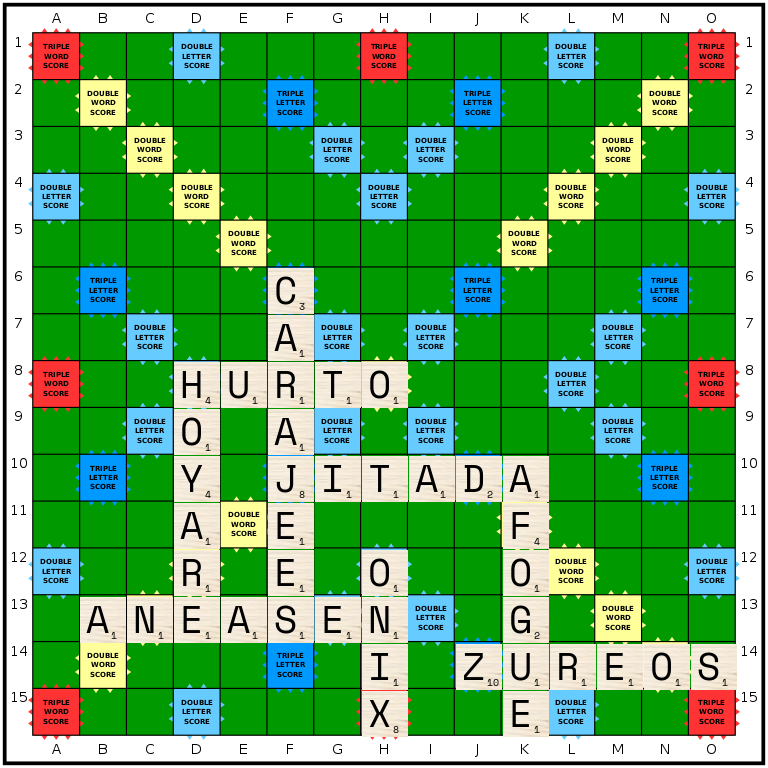 A B C D E F G H I J K L M N O
1 TRIPLE DOUBLE TRIPLE DOUBLE TRIPLE 1
WORD LETTER WORD LETTER WORD
SCORE SCORE SCORE SCORE SCORE
2 DOUBLE TRIPLE TRIPLE DOUBLE 2
WORD LETTER LETTER WORD
SCORE SCORE SCORE SCORE
3 DOUBLE DOUBLE DOUBLE DOUBLE 3
WORD LETTER LETTER WORD
SCORE SCORE SCORE SCORE
4 DOUBLE DOUBLE DOUBLE DOUBLE DOUBLE 4
LETTER WORD LETTER WORD LETTER
SCORE SCORE SCORE SCORE SCORE
5 DOUBLE DOUBLE 5
WORD WORD
SCORE SCORE
6 TRIPLE TRIPLE TRIPLE 6
LETTER C3 LETTER LETTER
SCORE SCORE SCORE
7 DOUBLE DOUBLE DOUBLE DOUBLE 7
LETTER A1 LETTER LETTER LETTER
SCORE SCORE SCORE SCORE
8 TRIPLE DOUBLE TRIPLE 8
WORD H4 U1 R1 T1 O1 LETTER WORD
SCORE SCORE SCORE
9 DOUBLE DOUBLE DOUBLE DOUBLE 9
LETTER O1 A1 LETTER LETTER LETTER
SCORE SCORE SCORE SCORE
10 TRIPLE TRIPLE 10
LETTER Y4 J8 I1 T1 A1 D2 A1 LETTER
SCORE SCORE
11 DOUBLE 11
A1 WORD E1 F4
SCORE
12 DOUBLE DOUBLE DOUBLE 12
LETTER R1 E1 O1 O1 WORD LETTER
SCORE SCORE SCORE
13 DOUBLE DOUBLE 13
A1 N1 E1 A1 S1 E1 N1 LETTER G2 WORD
SCORE SCORE
14 DOUBLE TRIPLE 14
WORD LETTER I1 Z10 U1 R1 E1 O1 S1
SCORE SCORE
15 TRIPLE DOUBLE DOUBLE TRIPLE 15
WORD LETTER X8 E1 LETTER WORD
SCORE SCORE SCORE SCORE
A B C D E F G H I J K L M N O